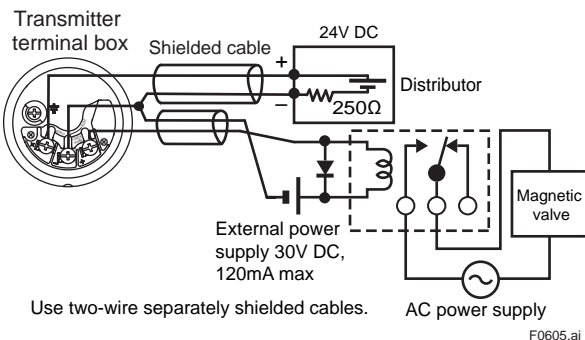 Transmitter
terminal box
Shielded cable
24V DC
+
−
250Ω
Distributor
External power
supply 30V DC,
120mA max
Magnetic
valve
Use two-wire separately shielded cables.
AC power supply
F0605.ai